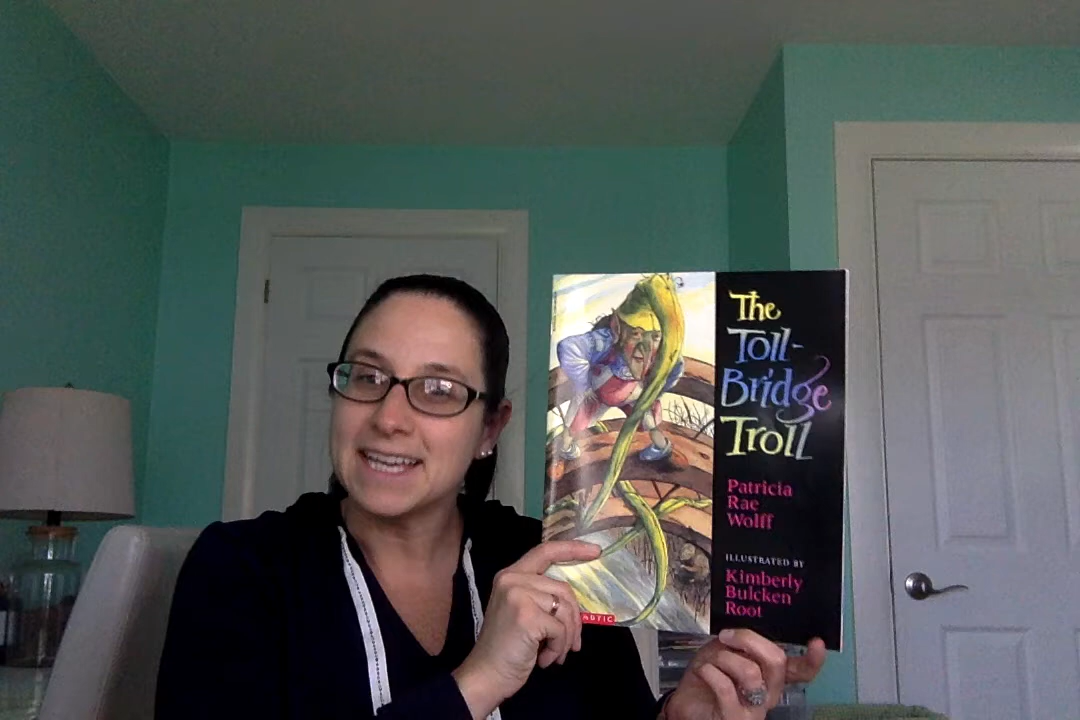 The
Toll-
Bridge
Troll
Patricia
Rae
Wolff
ILLUSTRATED BY
Kimberly
Bulcken
Root